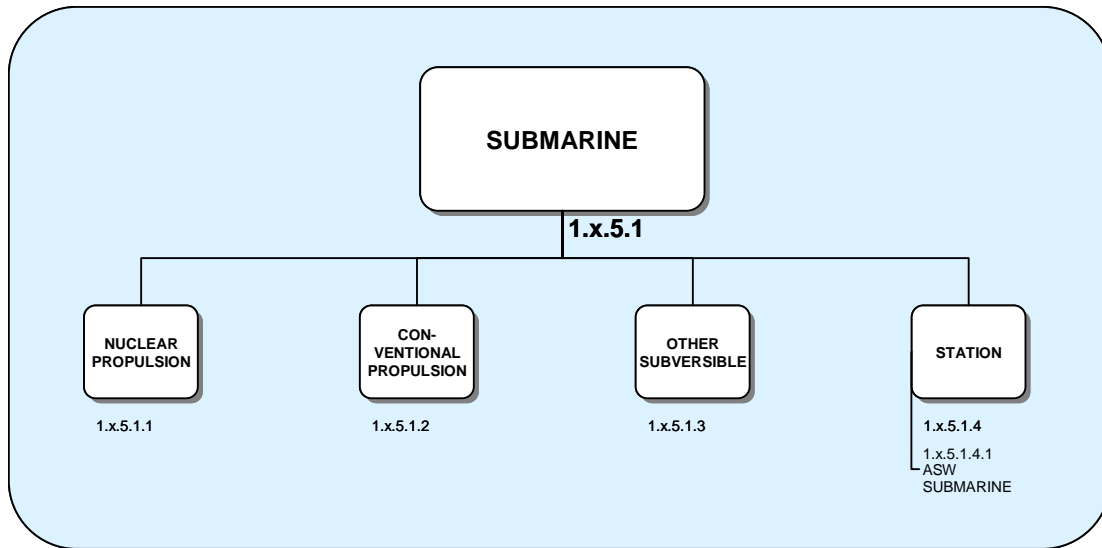 SUBMARINE
1.x.5.1
NUCLEAR
PROPULSION
1.x.5.1.1
CON-
VENTIONAL
PROPULSION
1.x.5.1.2
OTHER
SUBVERSIBLE
1.x.5.1.3
STATION
1.x.5.1.4
1.x.5.1.4.1
ASW
SUBMARINE